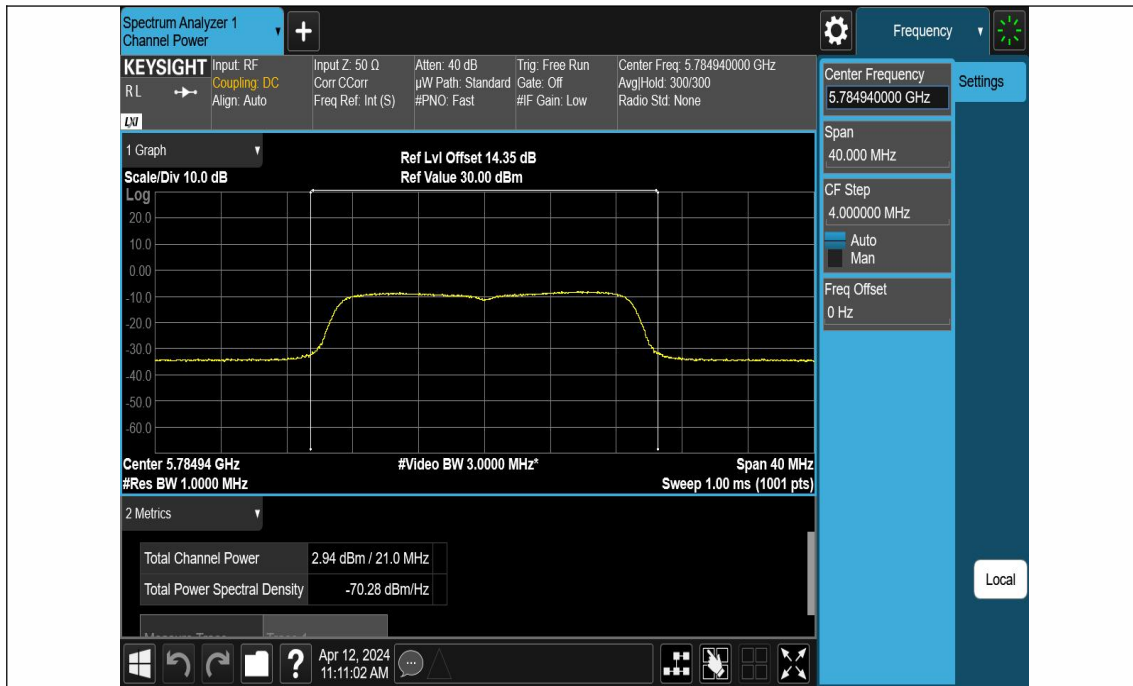 Spectrum Analyzer 1
Channel Power
+
Frequency
KEYSIGHT
RL
LXI
Input: RF
Coupling: DC
Align: Auto
Input Z: 50 Ω
Corr CCorr
Freq Ref: Int (S)
Atten: 40 dB
µW Path: Standard
#PNO: Fast
Trig: Free Run
Gate: Off
#IF Gain: Low
Center Freq: 5.784940000 GHz
Avg|Hold: 300/300
Radio Std: None
Center Frequency
5.784940000 GHz
Settings
Span
40.000 MHz
CF Step
4.000000 MHz
Auto
Man
Freq Offset
0 Hz
1 Graph
Scale/Div 10.0 dB
Ref Lvl Offset 14.35 dB
Ref Value 30.00 dBm
Log
20.0
10.0
0.00
-10.0
-20.0
-30.0
-40.0
-50.0
-60.0
Center 5.78494 GHz
#Video BW 3.0000 MHz*
Span 40 MHz
#Res BW 1.0000 MHz
Sweep 1.00 ms (1001 pts)
2 Metrics
Total Channel Power 2.94 dBm / 21.0 MHz
Total Power Spectral Density -70.28 dBm/Hz
Local
?
Apr 12, 2024
11:11:02 AM